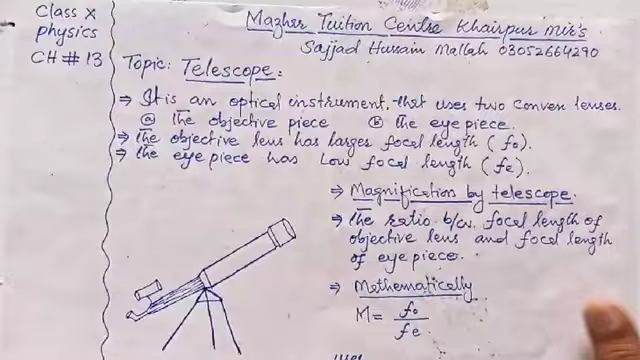 Class X
physics
CH # 13
Mazhar Tuition Centre Khairpur mir's
Sajjad Hussain Mallah 03052664290
Topic: Telescope:
⇒ It is an optical instrument, that uses two convex lenses.
ⓐ The objective piece ⓑ The eye piece.
⇒ The objective lens has larges focal length (fo).
⇒ The eye piece has Low focal length (fe).
⇒ Magnification by telescope.
⇒ The ratio b/w focal length of
objective lens and focal length
of eye piece.
⇒ Methematically
M = fo
fe